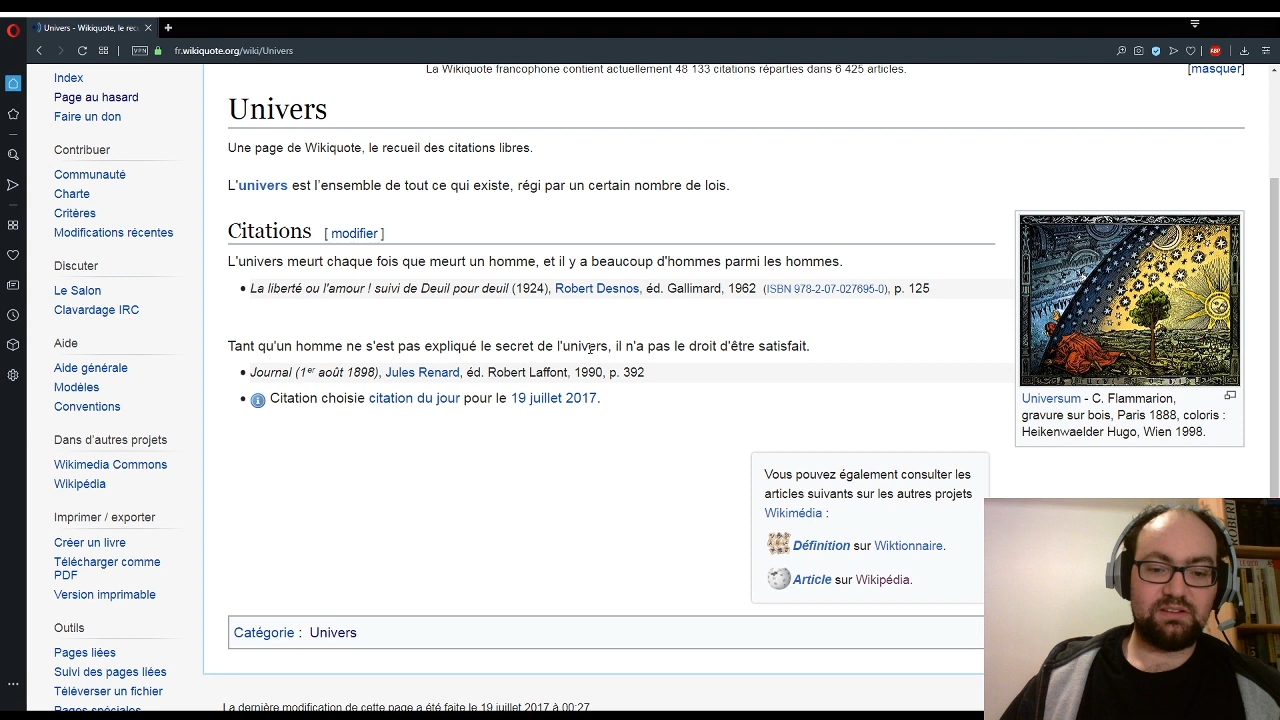 Univers - Wikiquote, le rec
VPN
fr.wikiquote.org/wiki/Univers
ABP
La Wikiquote francophone contient actuellement 48 133 citations réparties dans 6 425 articles.
[masquer]
Index
Page au hasard
Faire un don
Contribuer
Communauté
Charte
Critères
Modifications récentes
Discuter
Le Salon
Clavardage IRC
Aide
Aide générale
Modèles
Conventions
Dans d'autres projets
Wikimedia Commons
Wikipédia
Imprimer / exporter
Créer un livre
Télécharger comme
PDF
Version imprimable
Outils
Pages liées
Suivi des pages liées
Téléverser un fichier
Pages spéciales
Univers
Une page de Wikiquote, le recueil des citations libres.
L'univers est l'ensemble de tout ce qui existe, régi par un certain nombre de lois.
Citations [ modifier ]
L'univers meurt chaque fois que meurt un homme, et il y a beaucoup d'hommes parmi les hommes.
• La liberté ou l'amour ! suivi de Deuil pour deuil (1924), Robert Desnos, éd. Gallimard, 1962 (ISBN 978-2-07-027695-0), p. 125
Tant qu'un homme ne s'est pas expliqué le secret de l'univers, il n'a pas le droit d'être satisfait.
• Journal (1er août 1898), Jules Renard, éd. Robert Laffont, 1990, p. 392
• Citation choisie citation du jour pour le 19 juillet 2017.
Universum - C. Flammarion,
gravure sur bois, Paris 1888, coloris :
Heikenwaelder Hugo, Wien 1998.
Vous pouvez également consulter les
articles suivants sur les autres projets
Wikimédia :
Définition sur Wiktionnaire.
Article sur Wikipédia.
Catégorie : Univers
La dernière modification de cette page a été faite le 19 juillet 2017 à 00:27